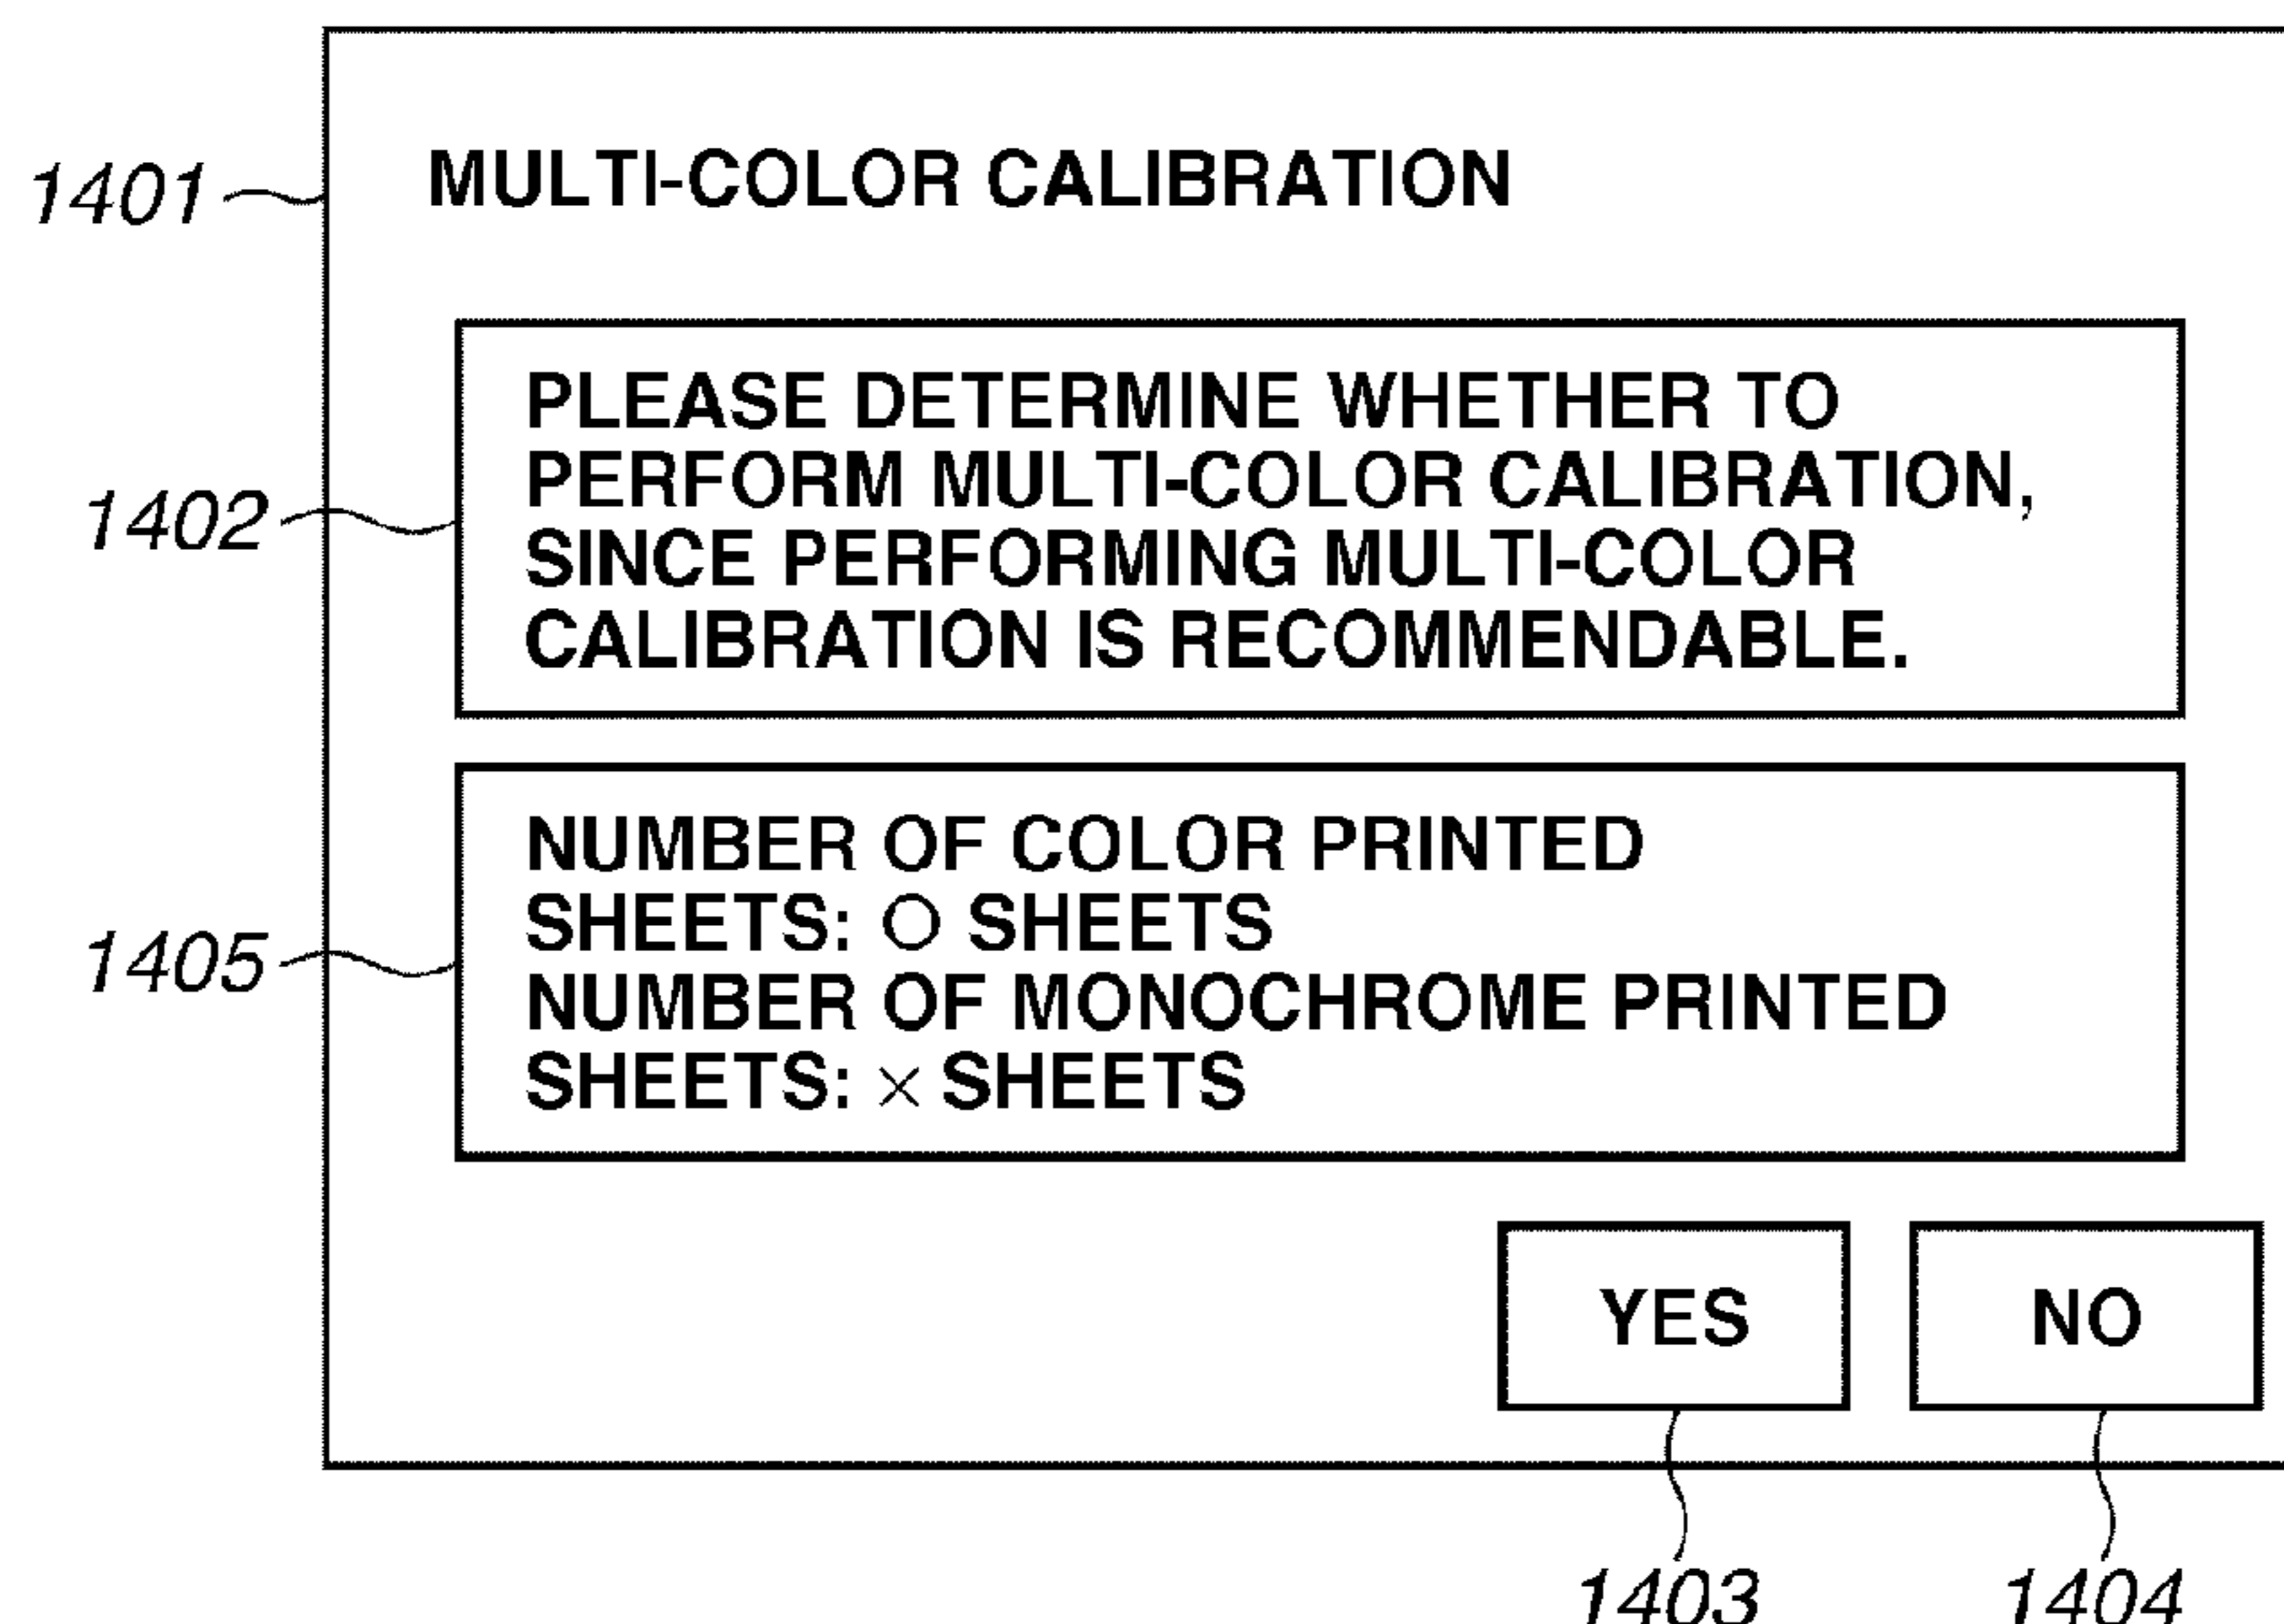 1401
MULTI-COLOR CALIBRATION
1402
PLEASE DETERMINE WHETHER TO
PERFORM MULTI-COLOR CALIBRATION,
SINCE PERFORMING MULTI-COLOR
CALIBRATION IS RECOMMENDABLE.
1405
NUMBER OF COLOR PRINTED
SHEETS: ○ SHEETS
NUMBER OF MONOCHROME PRINTED
SHEETS: × SHEETS
YES
NO
1403
1404